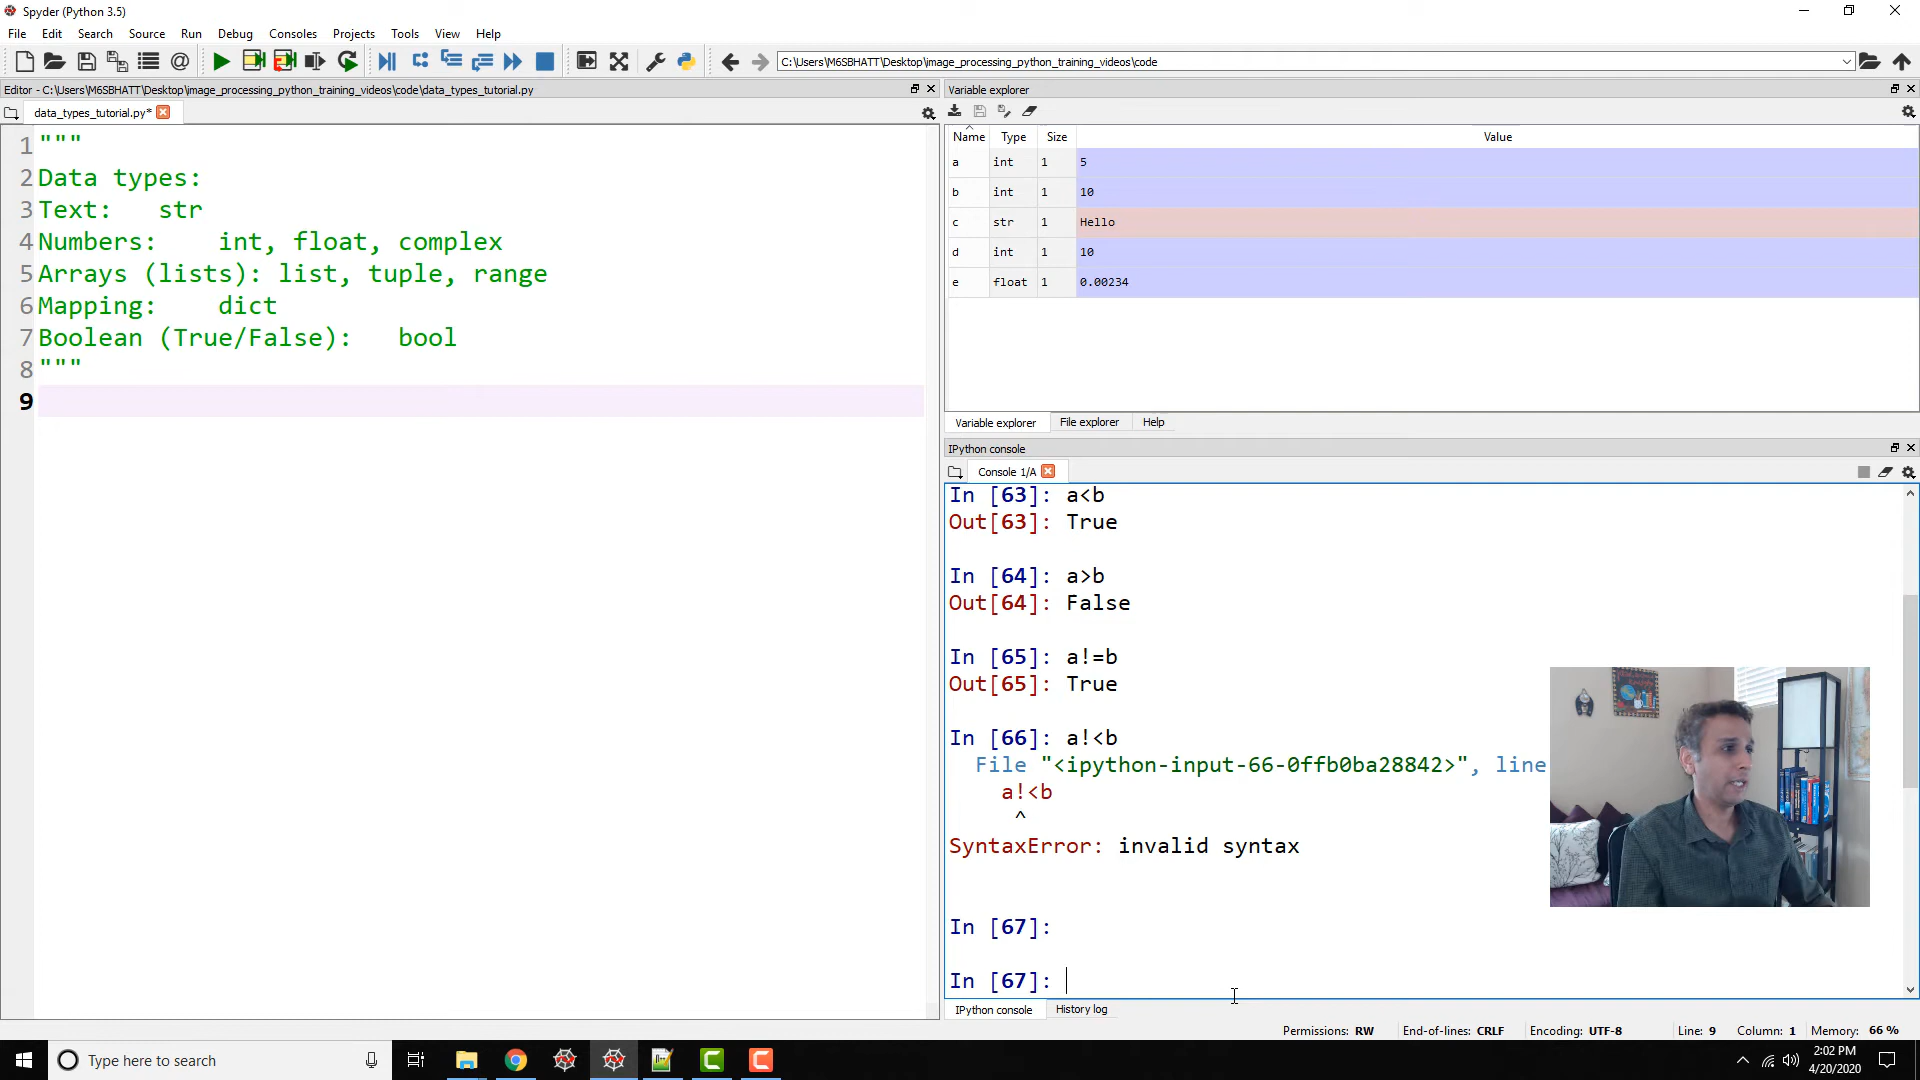 Spyder (Python 3.5)
File Edit Search Source Run Debug Consoles Projects Tools View Help
C:\Users\M6SBHATT\Desktop\image_processing_python_training_videos\code
Editor - C:\Users\M6SBHATT\Desktop\image_processing_python_training_videos\code\data_types_tutorial.py
data_types_tutorial.py*
1 """
2 Data types:
3 Text: str
4 Numbers: int, float, complex
5 Arrays (lists): list, tuple, range
6 Mapping: dict
7 Boolean (True/False): bool
8 """
9
Variable explorer
Name Type Size Value
a int 1 5
b int 1 10
c str 1 Hello
d int 1 10
e float 1 0.00234
Variable explorer File explorer Help
IPython console
Console 1/A
In [63]: a<b
Out[63]: True
In [64]: a>b
Out[64]: False
In [65]: a!=b
Out[65]: True
In [66]: a!<b
File "<ipython-input-66-0ffb0ba28842>", line
a!<b
^
SyntaxError: invalid syntax
In [67]:
In [67]:
IPython console History log
Permissions: RW End-of-lines: CRLF Encoding: UTF-8 Line: 9 Column: 1 Memory: 66 %
Type here to search
2:02 PM
4/20/2020